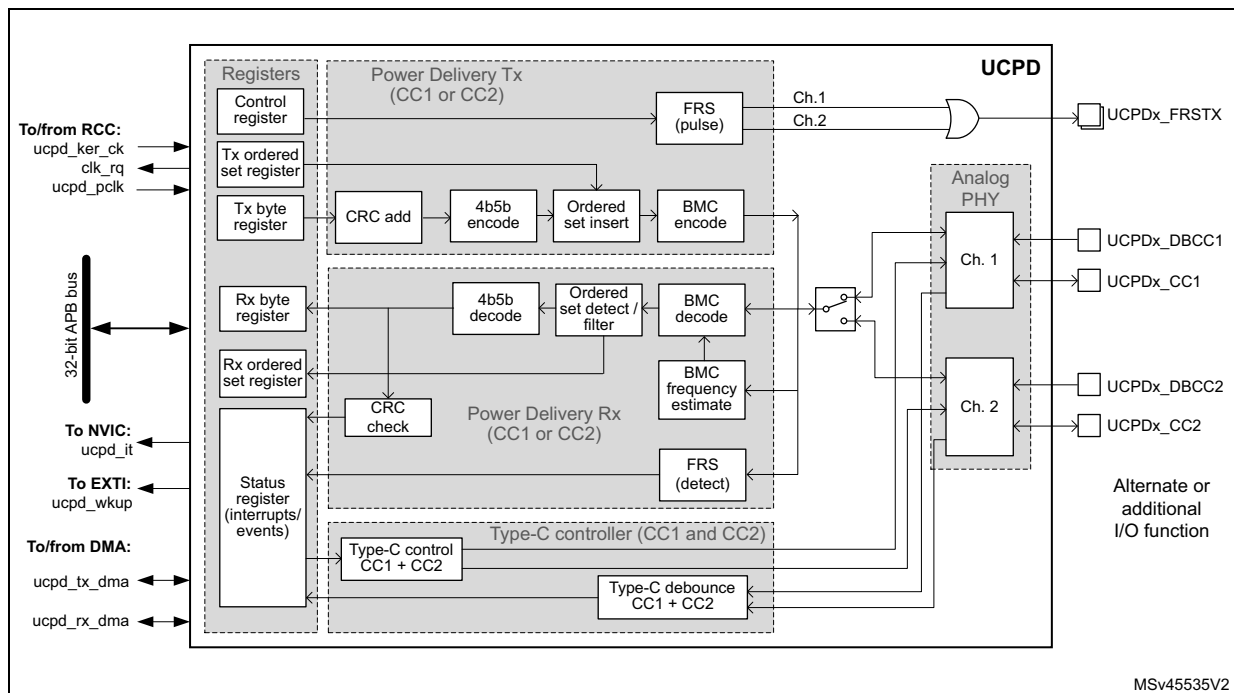 UCPD
Registers
Control
register
Tx ordered
set register
Tx byte
register
Rx byte
register
Rx ordered
set register
Status
register
(interrupts/
events)
Power Delivery Tx
(CC1 or CC2)
FRS
(pulse)
Ch.1
Ch.2
CRC add
4b5b
encode
Ordered
set insert
BMC
encode
4b5b
decode
Ordered
set detect /
filter
BMC
decode
BMC
frequency
estimate
CRC
check
Power Delivery Rx
(CC1 or CC2)
FRS
(detect)
Type-C controller (CC1 and CC2)
Type-C control
CC1 + CC2
Type-C debounce
CC1 + CC2
Analog
PHY
Ch. 1
Ch. 2
To/from RCC:
ucpd_ker_ck
clk_rq
ucpd_pclk
32-bit APB bus
To NVIC:
ucpd_it
To EXTI:
ucpd_wkup
To/from DMA:
ucpd_tx_dma
ucpd_rx_dma
UCPDx_FRSTX
UCPDx_DBCC1
UCPDx_CC1
UCPDx_DBCC2
UCPDx_CC2
Alternate or
additional
I/O function
MSv45535V2